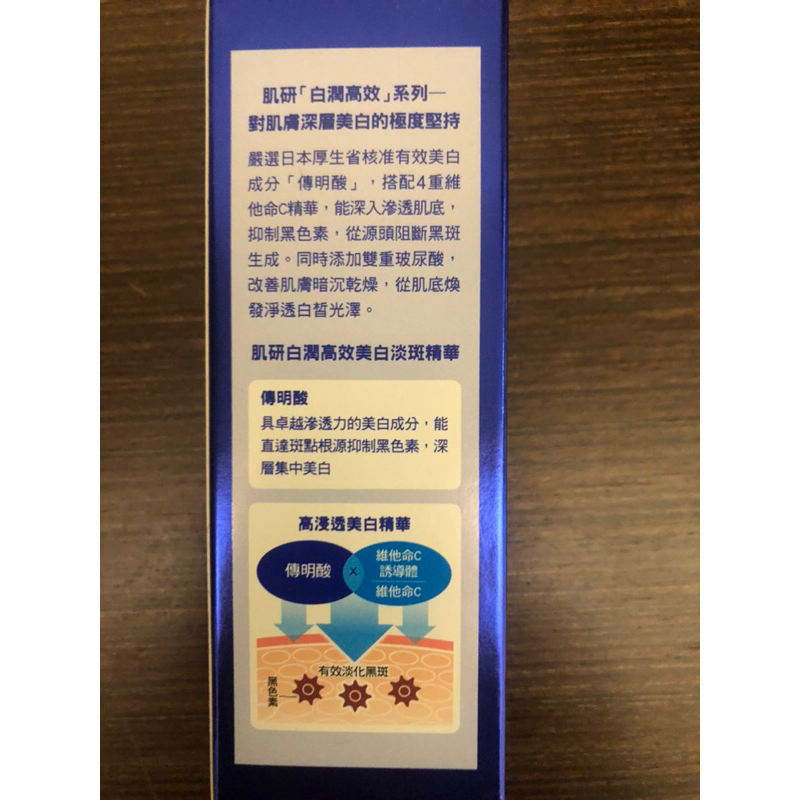 肌研「白潤高效」系列—
對肌膚深層美白的極度堅持
嚴選日本厚生省核准有效美白
成分「傳明酸」，搭配4重維
他命C精華，能深入滲透肌底，
抑制黑色素，從源頭阻斷黑斑
生成。同時添加雙重玻尿酸，
改善肌膚暗沉乾燥，從肌底煥
發淨透白皙光澤。
肌研白潤高效美白淡斑精華
傳明酸
具卓越滲透力的美白成分，能
直達斑點根源抑制黑色素，深
層集中美白
高浸透美白精華
傳明酸
x
維他命C
誘導體
維他命C
有效淡化黑斑
黑色素